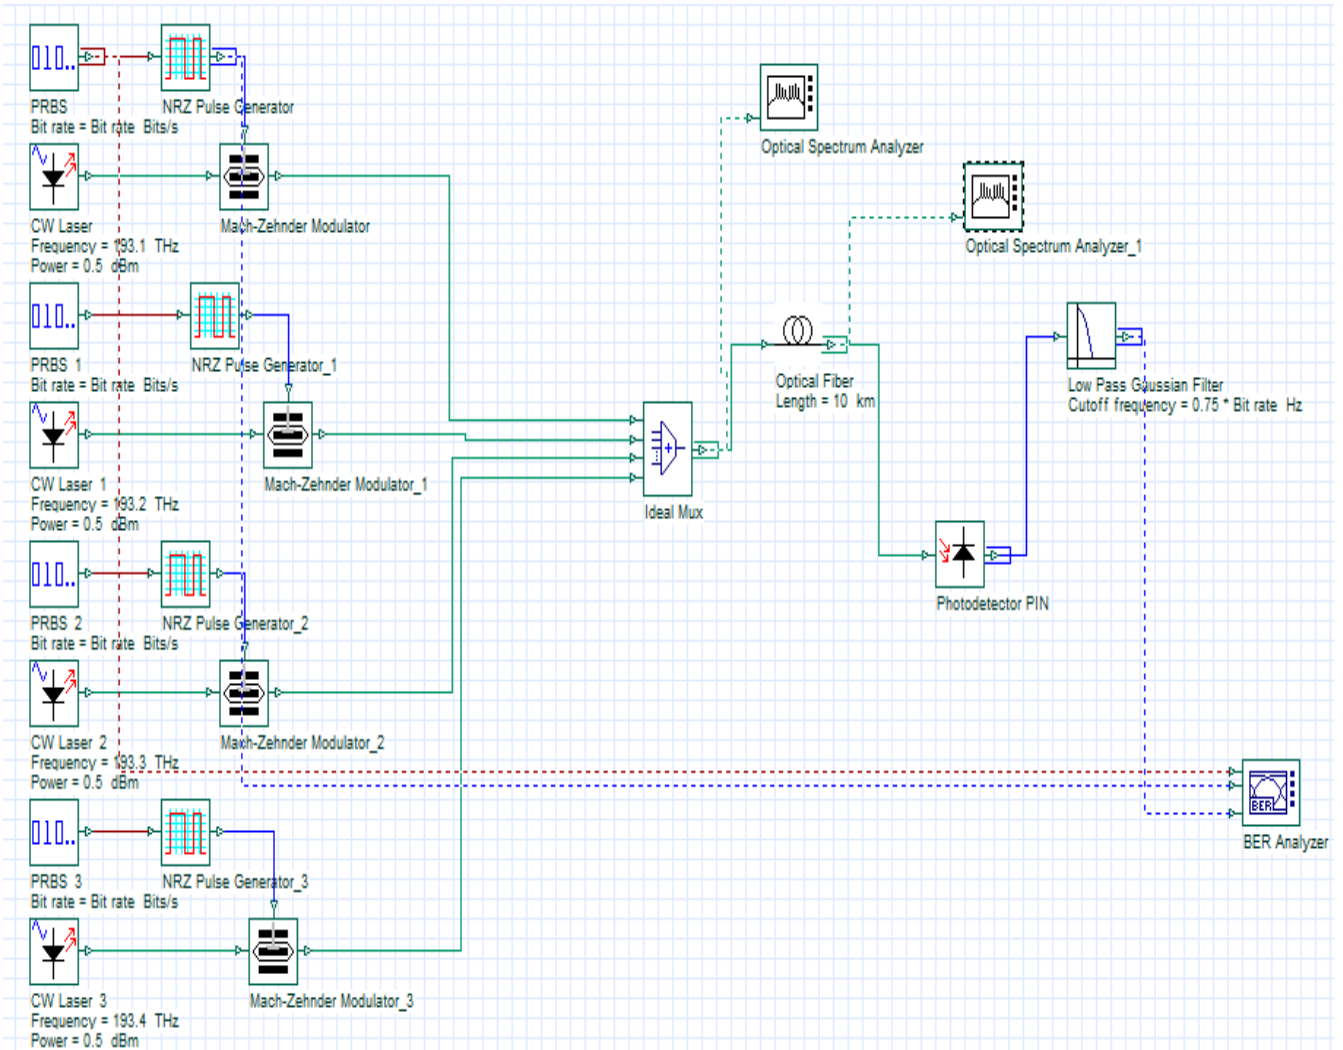 010..
PRBS
Bit rate = Bit rate  Bits/s
NRZ Pulse Generator
CW Laser
Frequency = 193.1  THz
Power = 0.5  dBm
Mach-Zehnder Modulator
Optical Spectrum Analyzer
Optical Spectrum Analyzer_1
010..
PRBS 1
Bit rate = Bit rate  Bits/s
NRZ Pulse Generator_1
CW Laser 1
Frequency = 193.2  THz
Power = 0.5  dBm
Mach-Zehnder Modulator_1
Ideal Mux
Optical Fiber
Length = 10  km
Low Pass Gaussian Filter
Cutoff frequency = 0.75 * Bit rate  Hz
Photodetector PIN
010..
PRBS 2
Bit rate = Bit rate  Bits/s
NRZ Pulse Generator_2
CW Laser 2
Frequency = 193.3  THz
Power = 0.5  dBm
Mach-Zehnder Modulator_2
BER
BER Analyzer
010..
PRBS 3
Bit rate = Bit rate  Bits/s
NRZ Pulse Generator_3
CW Laser 3
Frequency = 193.4  THz
Power = 0.5  dBm
Mach-Zehnder Modulator_3